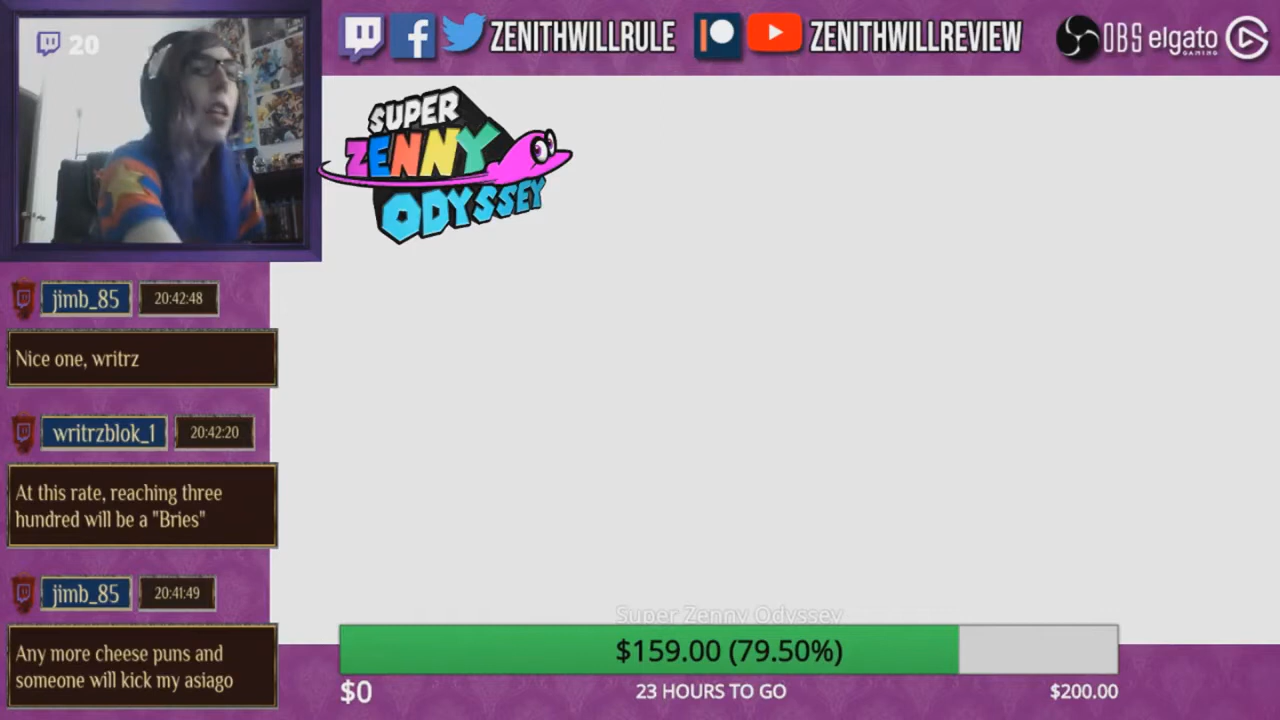 20
ZENITHWILLRULE
ZENITHWILLREVIEW
OBS elgato
GAMING
SUPER
ZENNY
ODYSSEY
jimb_85 20:42:48
Nice one, writrz
writrzblok_1 20:42:20
At this rate, reaching three
hundred will be a "Bries"
jimb_85 20:41:49
Any more cheese puns and
someone will kick my asiago
Super Zenny Odyssey
$159.00 (79.50%)
$0 23 HOURS TO GO $200.00